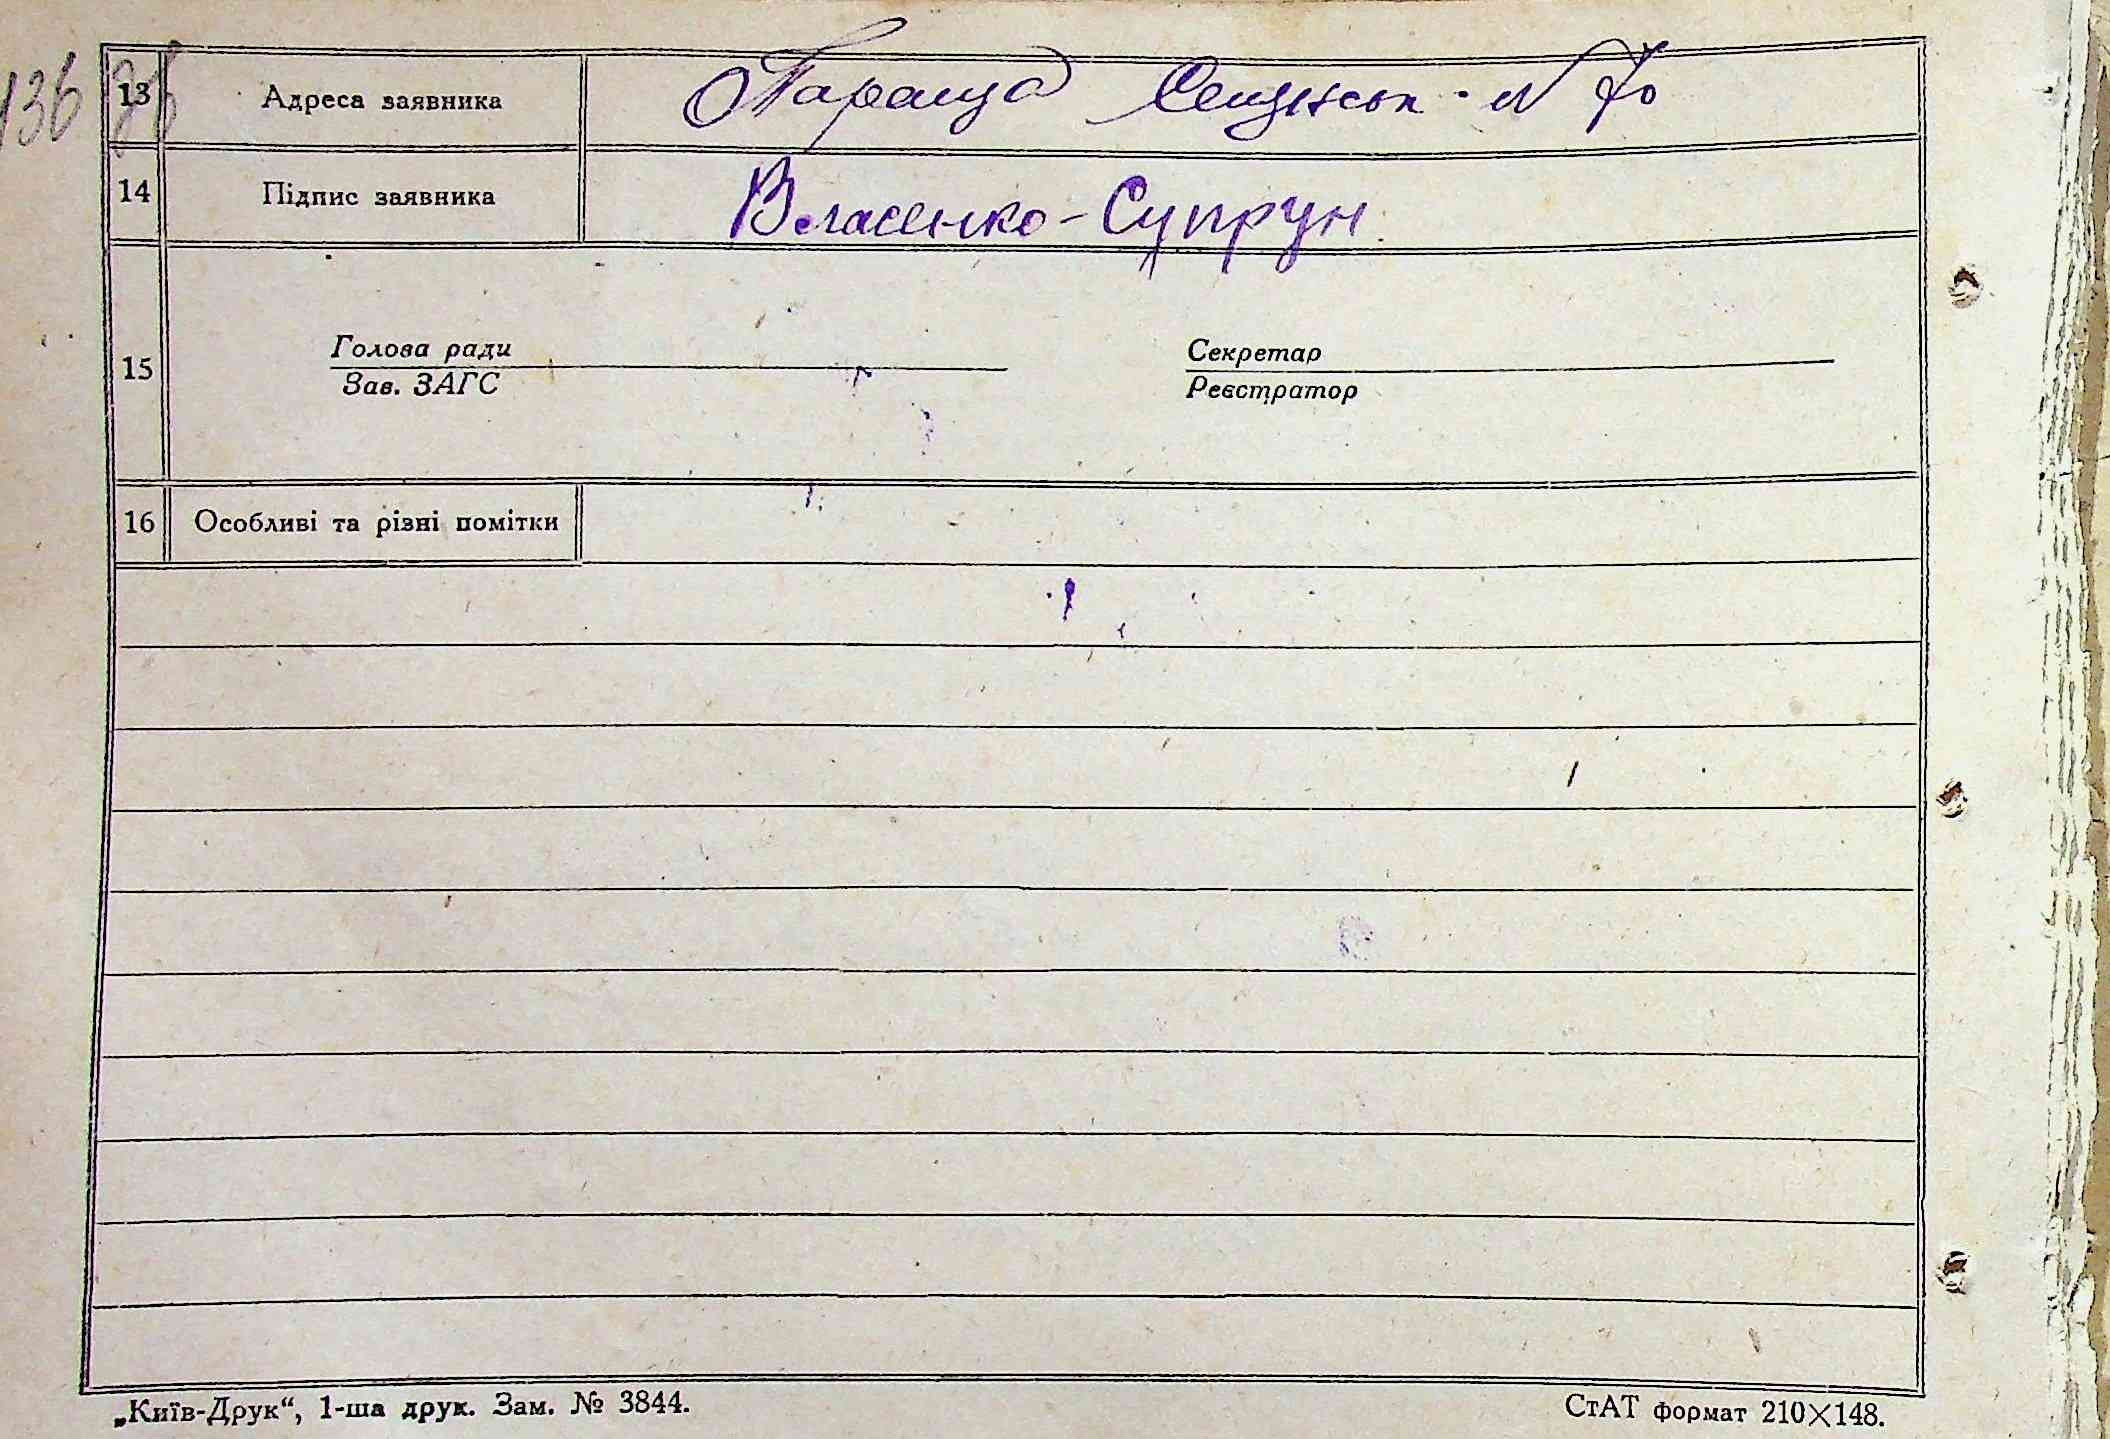 136 зв
13 Адреса заявника Тараща № 70
14 Підпис заявника Власенко-Супрун
15
Голова ради Секретар
Зав. ЗАГС Реєстратор
16 Особливі та різні помітки
„Київ-Друк“, 1-ша друк. Зам. № 3844. СтАТ формат 210×148.